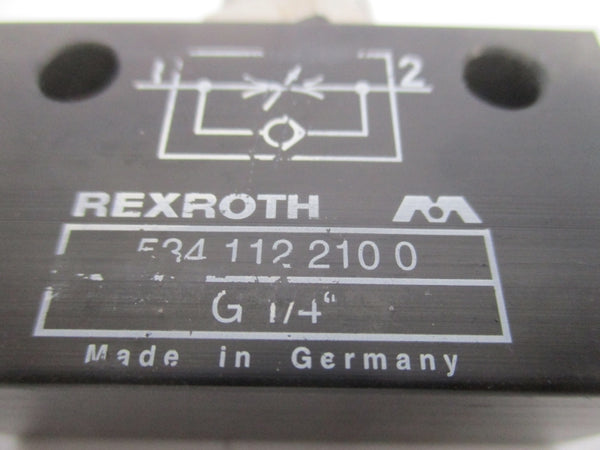 1 2
REXROTH
534 112 210 0
G 1/4"
Made in Germany